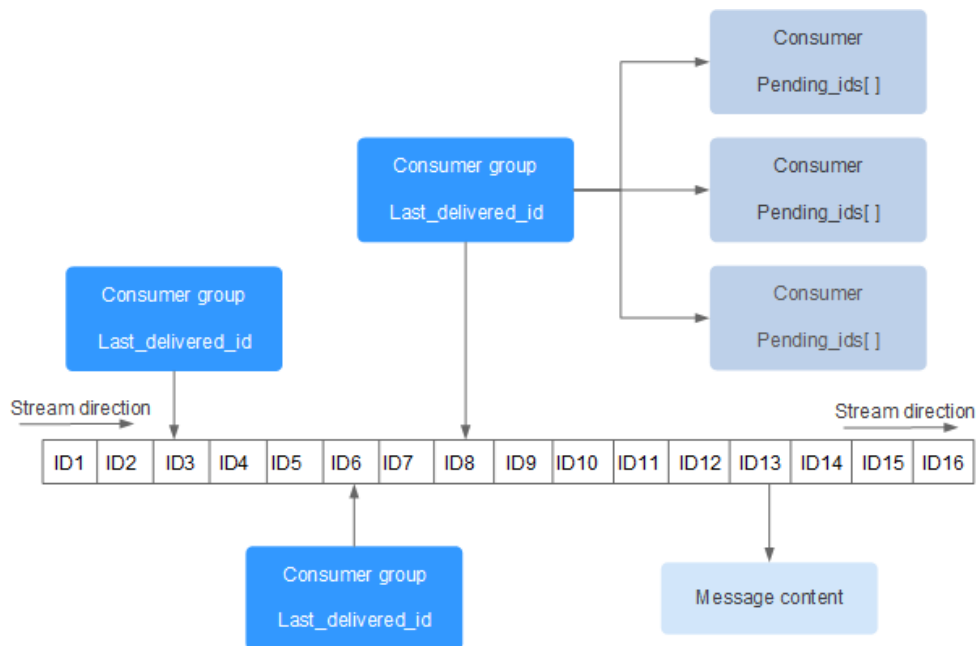 Consumer
Pending_ids[ ]
Consumer group
Last_delivered_id
Consumer
Pending_ids[ ]
Consumer group
Last_delivered_id
Consumer
Pending_ids[ ]
Stream direction
Stream direction
ID1 ID2 ID3 ID4 ID5 ID6 ID7 ID8 ID9 ID10 ID11 ID12 ID13 ID14 ID15 ID16
Consumer group
Last_delivered_id
Message content